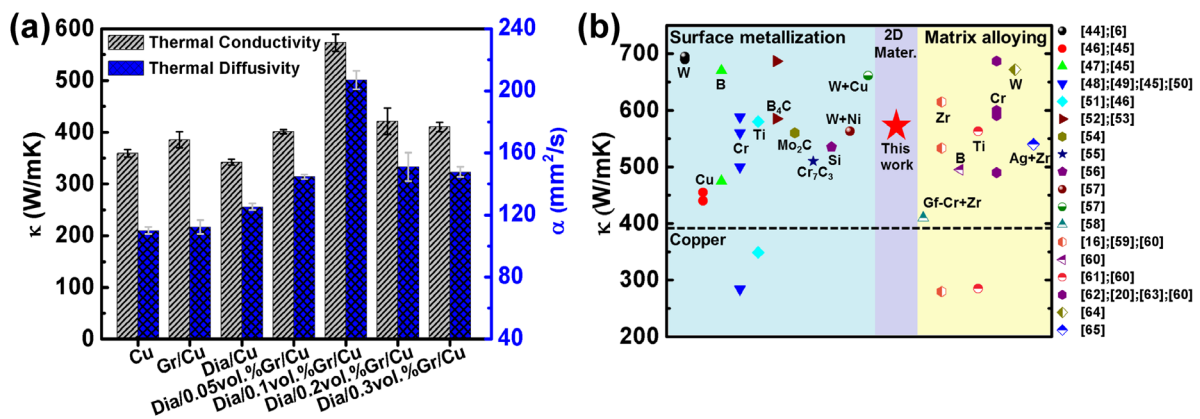 (a)
600
500
400
300
200
100
0
κ (W/mK)
Thermal Conductivity
Thermal Diffusivity
240
200
160
120
80
40
α (mm²/s)
Cu
Gr/Cu
Dia/Cu
Dia/0.05vol.%Gr/Cu
Dia/0.1vol.%Gr/Cu
Dia/0.2vol.%Gr/Cu
Dia/0.3vol.%Gr/Cu
(b)
700
600
500
400
300
200
κ (W/mK)
Surface metallization
2D
Mater.
Matrix alloying
W
B
B₄C
W+Cu
Cr
Ti
Mo₂C
W+Ni
Cr₇C₃
Si
Cu
This
work
Zr
Cr
W
Ti
B
Ag+Zr
Gf-Cr+Zr
Copper
[44];[6]
[46];[45]
[47];[45]
[48];[49];[45];[50]
[51];[46]
[52];[53]
[54]
[55]
[56]
[57]
[57]
[58]
[16];[59];[60]
[60]
[61];[60]
[62];[20];[63];[60]
[64]
[65]